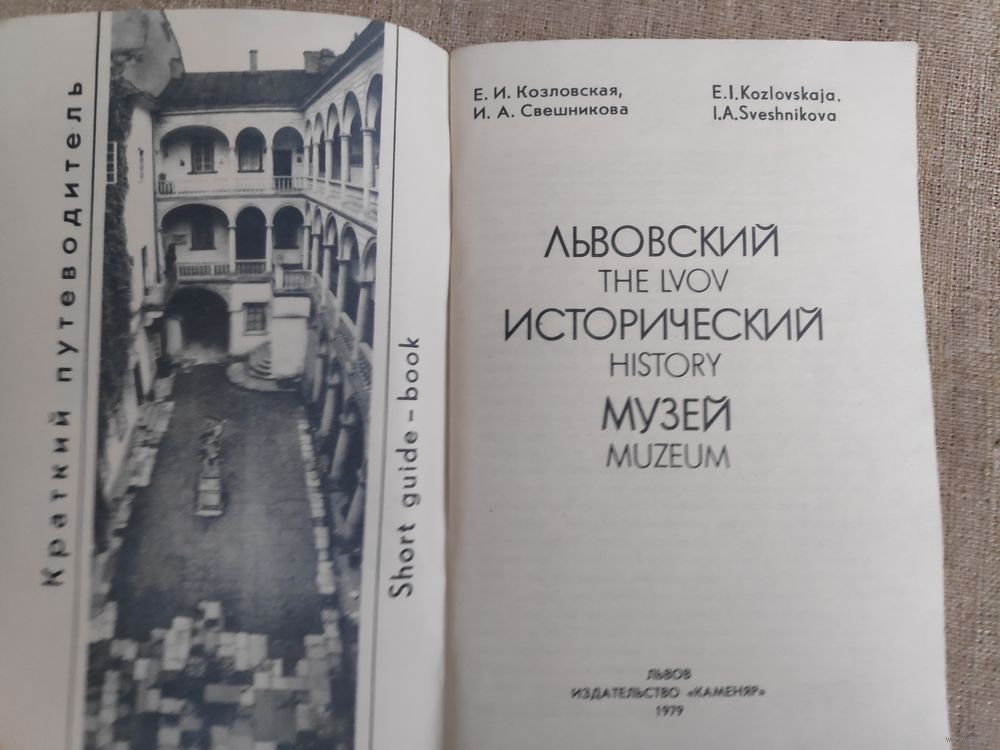 Краткий путеводитель
Short guide-book
Е. И. Козловская,
И. А. Свешникова
E.I.Kozlovskaja,
I.A.Sveshnikova
ЛЬВОВСКИЙ
THE LVOV
ИСТОРИЧЕСКИЙ
HISTORY
МУЗЕЙ
MUZEUM
ЛЬВОВ
ИЗДАТЕЛЬСТВО «КАМЕНЯР»
1979